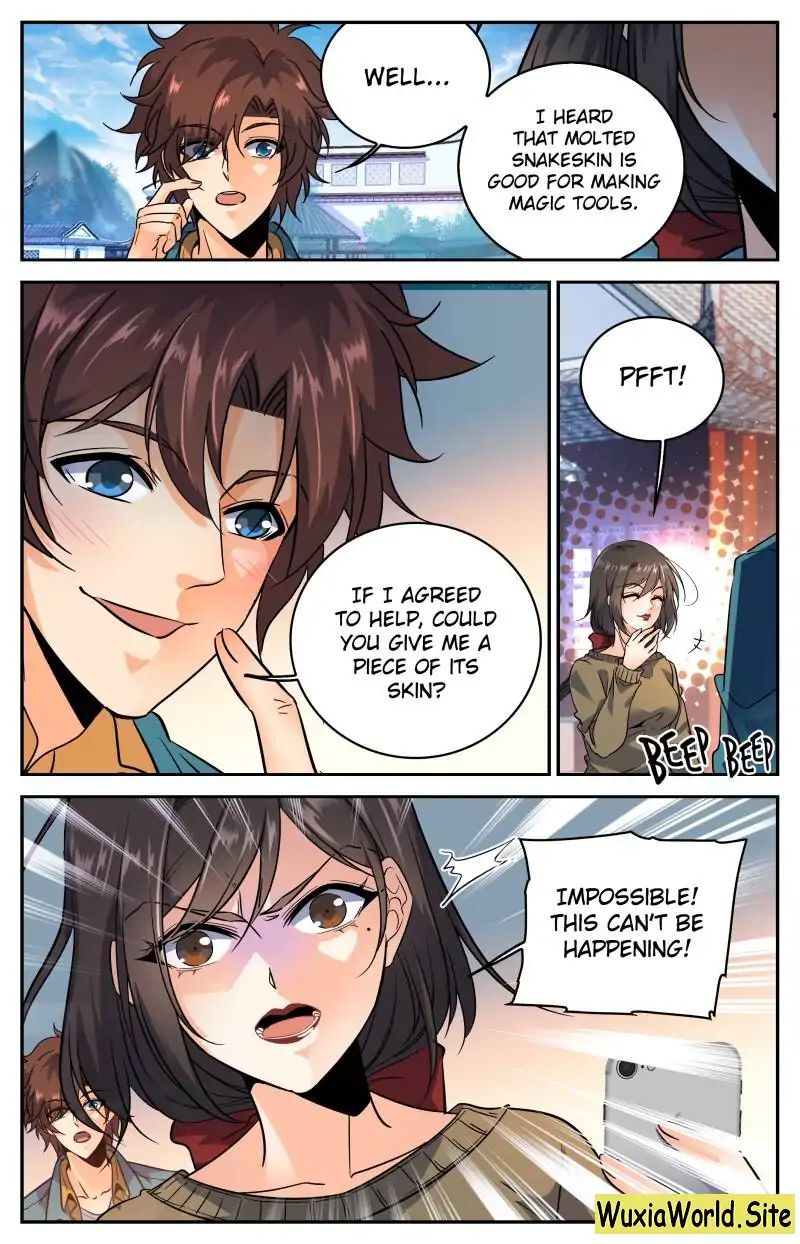 WELL...
I HEARD
THAT MOLTED
SNAKESKIN IS
GOOD FOR MAKING
MAGIC TOOLS.
IF I AGREED
TO HELP, COULD
YOU GIVE ME A
PIECE OF ITS
SKIN?
PFFT!
BEEP BEEP
IMPOSSIBLE!
THIS CAN'T BE
HAPPENING!
WuxiaWorld.Site